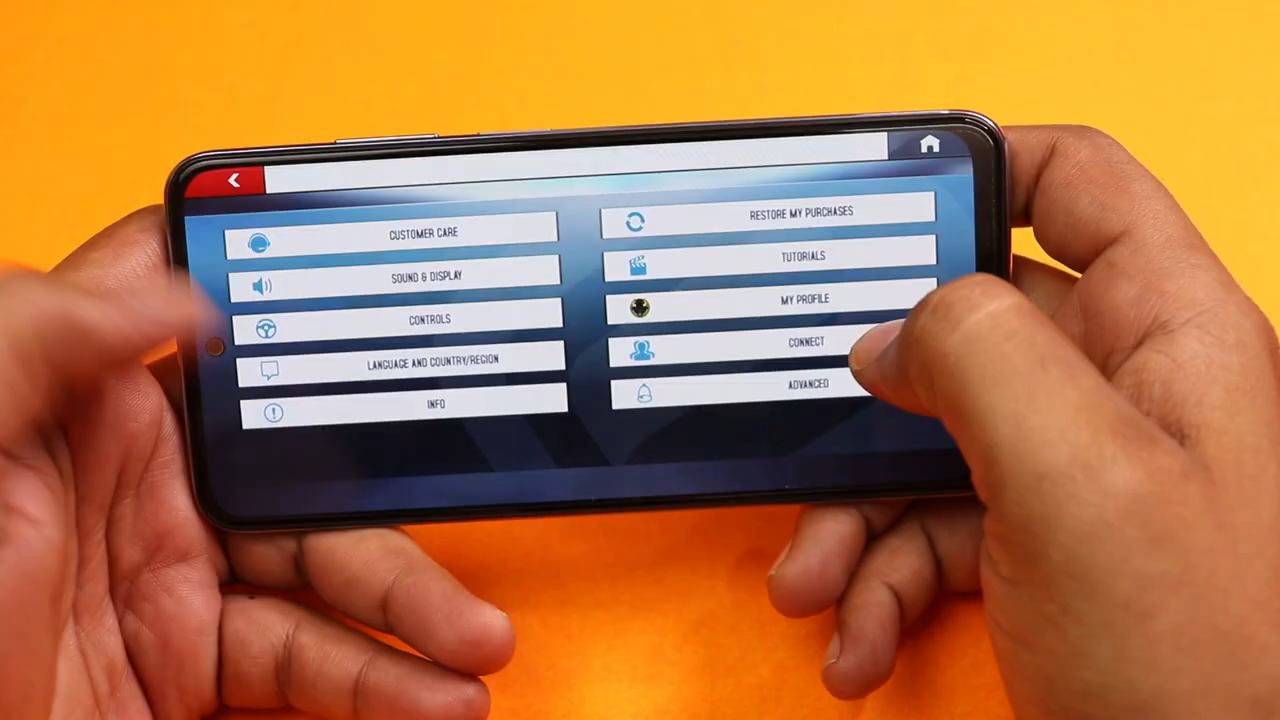 CUSTOMER CARE
SOUND & DISPLAY
CONTROLS
LANGUAGE AND COUNTRY/REGION
INFO
RESTORE MY PURCHASES
TUTORIALS
MY PROFILE
CONNECT
ADVANCED